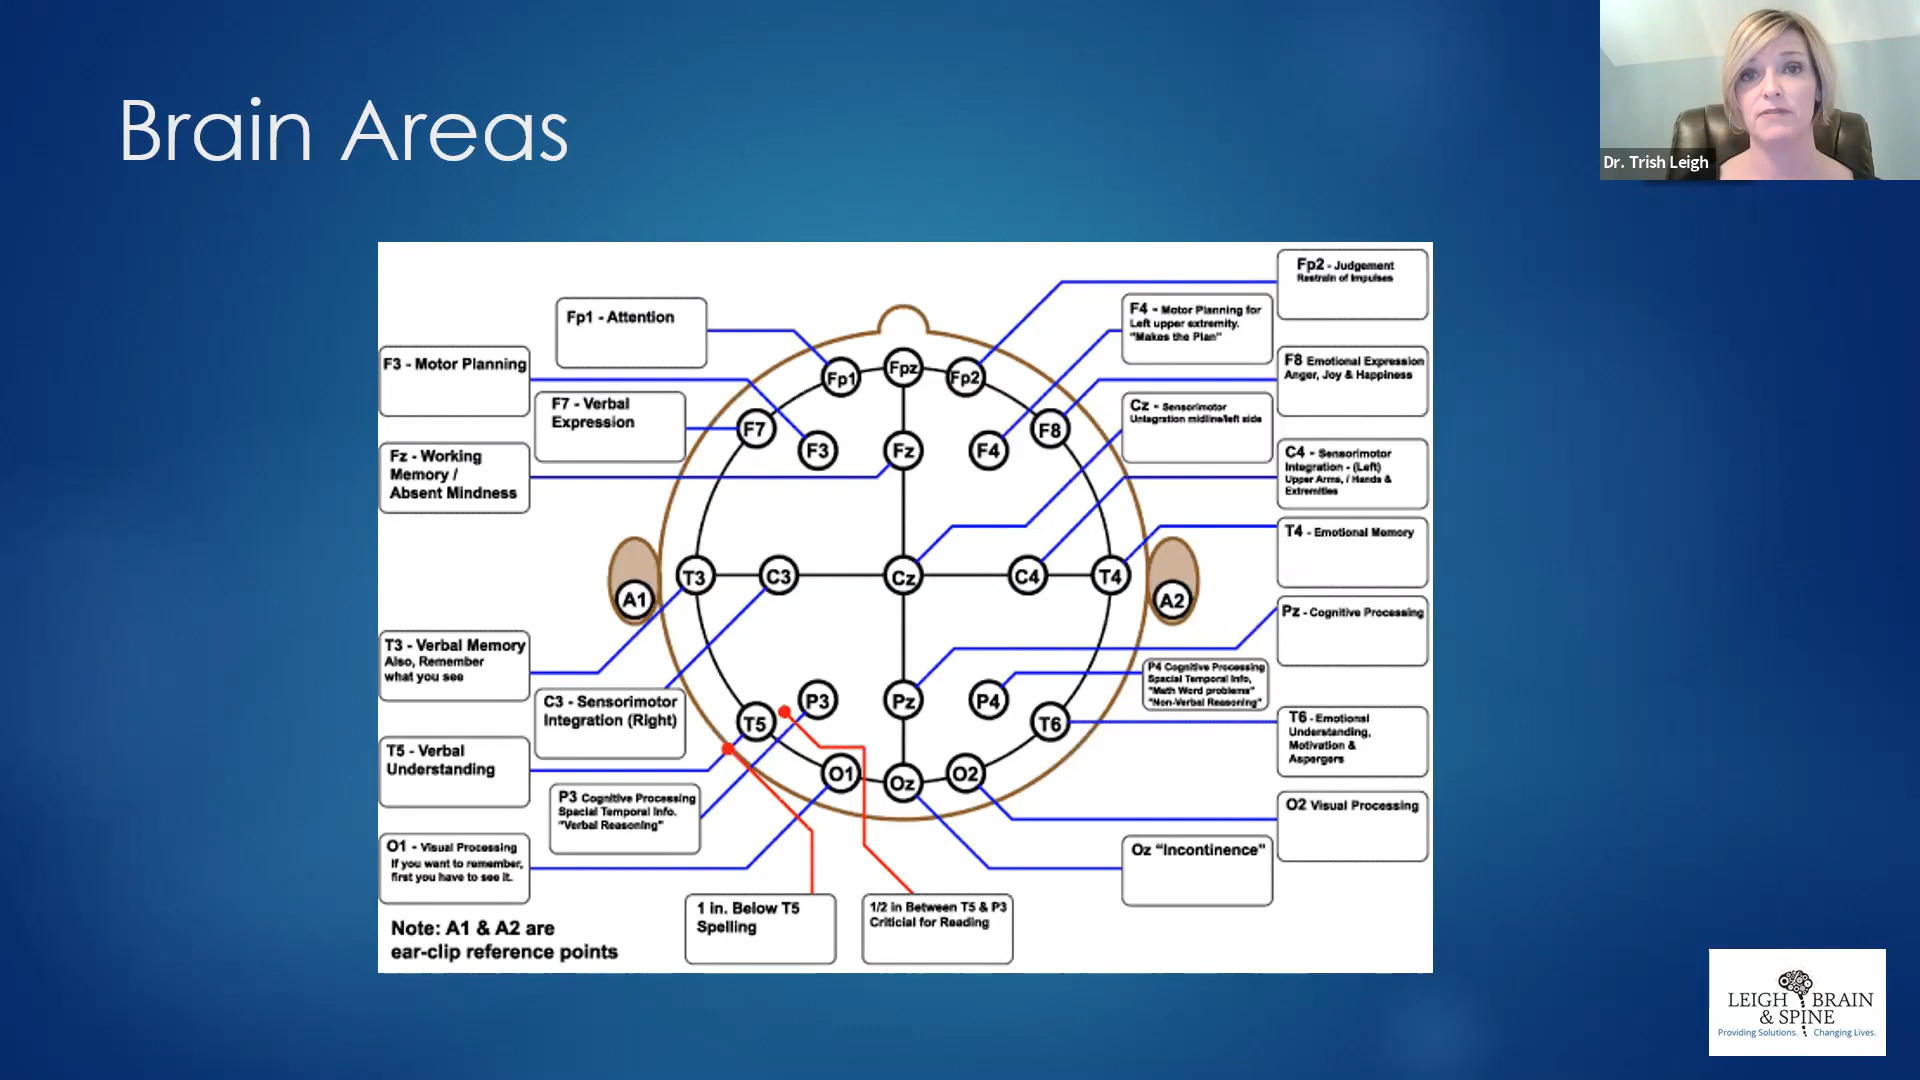 Brain Areas
Dr. Trish Leigh
Fp1 - Attention
F3 - Motor Planning
F7 - Verbal
Expression
Fz - Working
Memory /
Absent Mindness
T3 - Verbal Memory
Also, Remember
what you see
C3 - Sensorimotor
Integration (Right)
T5 - Verbal
Understanding
P3 Cognitive Processing
Special Temporal Info.
"Verbal Reasoning"
O1 - Visual Processing
If you want to remember,
first you have to see it.
Note: A1 & A2 are
ear-clip reference points
1 in. Below T5
Spelling
1/2 in Between T5 & P3
Criticial for Reading
Fp1
Fpz
Fp2
F7
F3
Fz
F4
F8
A1
T3
C3
Cz
C4
T4
A2
T5
P3
Pz
P4
T6
O1
Oz
O2
Fp2 - Judgement
Restrain of Impulses
F4 - Motor Planning for
Left upper extremity.
"Makes the Plan"
F8 Emotional Expression
Anger, Joy & Happiness
Cz - Sensorimotor
Untegration midline/left side
C4 - Sensorimotor
Integration - (Left)
Upper Arms, / Hands &
Extremities
T4 - Emotional Memory
Pz - Cognitive Processing
P4 Cognitive Processing
Special Temporal Info,
"Math Word problems"
"Non-Verbal Reasoning"
T6 - Emotional
Understanding,
Motivation &
Aspergers
O2 Visual Processing
Oz "Incontinence"
LEIGH BRAIN
& SPINE
Providing Solutions. Changing Lives.